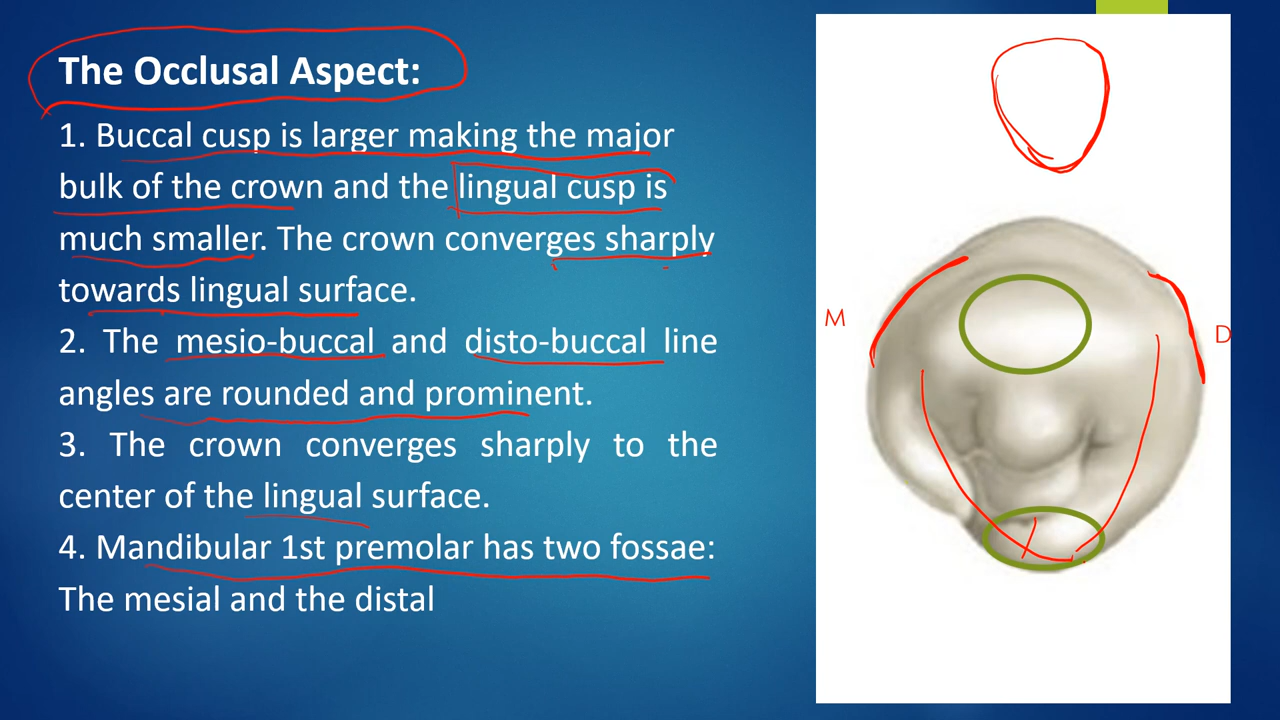 The Occlusal Aspect:
1. Buccal cusp is larger making the major
bulk of the crown and the lingual cusp is
much smaller. The crown converges sharply
towards lingual surface.
2. The mesio-buccal and disto-buccal line
angles are rounded and prominent.
3. The crown converges sharply to the
center of the lingual surface.
4. Mandibular 1st premolar has two fossae:
The mesial and the distal
M
D